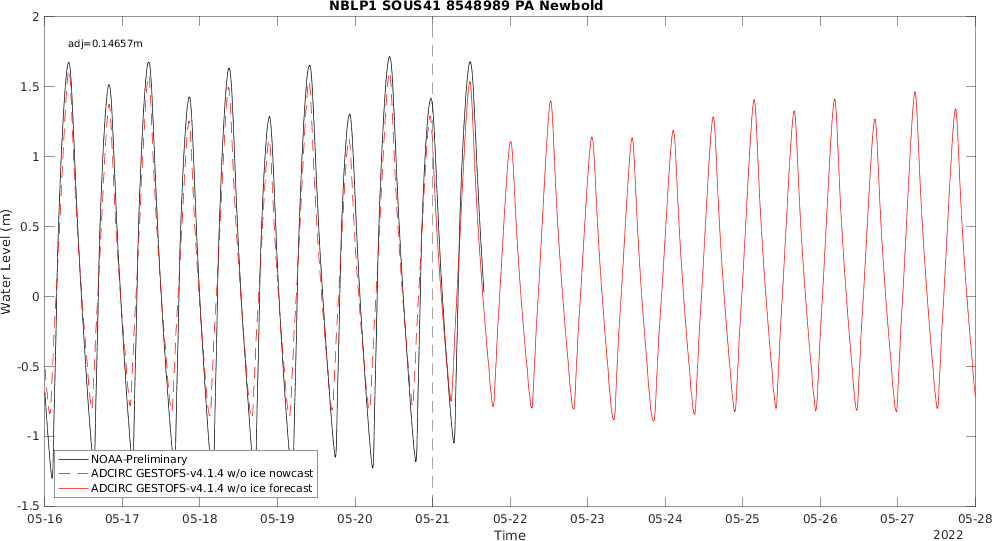 NBLP1 SOUS41 8548989 PA Newbold
adj=0.14657m
Water Level (m)
2
1.5
1
0.5
0
-0.5
-1
-1.5
NOAA-Preliminary
ADCIRC GESTOFS-v4.1.4 w/o ice nowcast
ADCIRC GESTOFS-v4.1.4 w/o ice forecast
05-16 05-17 05-18 05-19 05-20 05-21 05-22 05-23 05-24 05-25 05-26 05-27 05-28
Time
2022